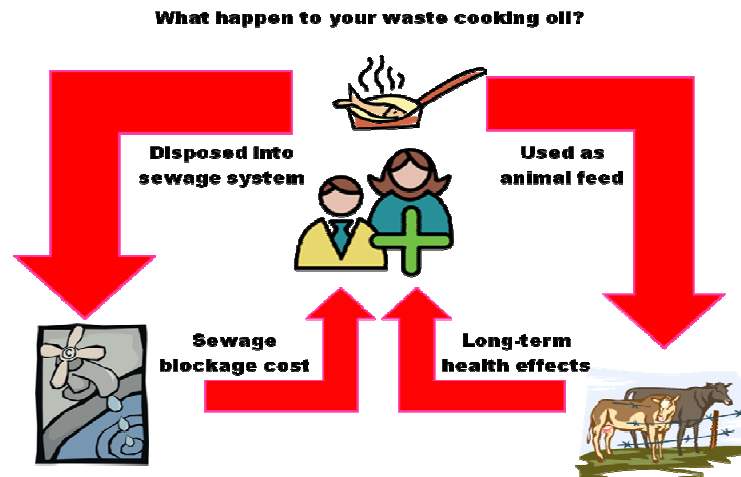 What happen to your waste cooking oil?
Disposed into
sewage system
Used as
animal feed
Sewage
blockage cost
Long-term
health effects